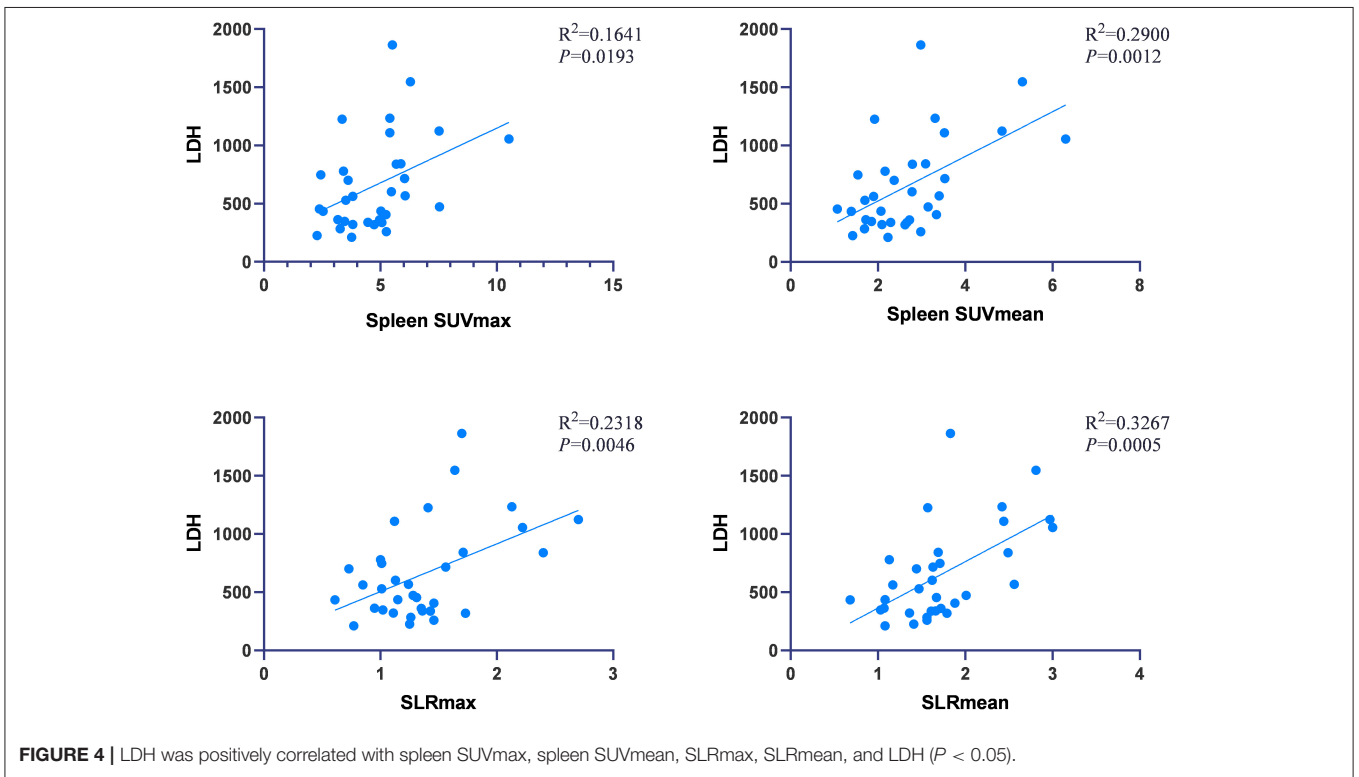 R²=0.1641
P=0.0193
2000
1500
1000
500
0
LDH
0 5 10 15
Spleen SUVmax
R²=0.2900
P=0.0012
2000
1500
1000
500
0
LDH
0 2 4 6 8
Spleen SUVmean
R²=0.2318
P=0.0046
2000
1500
1000
500
0
LDH
0 1 2 3
SLRmax
R²=0.3267
P=0.0005
2000
1500
1000
500
0
LDH
0 1 2 3 4
SLRmean
FIGURE 4 | LDH was positively correlated with spleen SUVmax, spleen SUVmean, SLRmax, SLRmean, and LDH (P < 0.05).